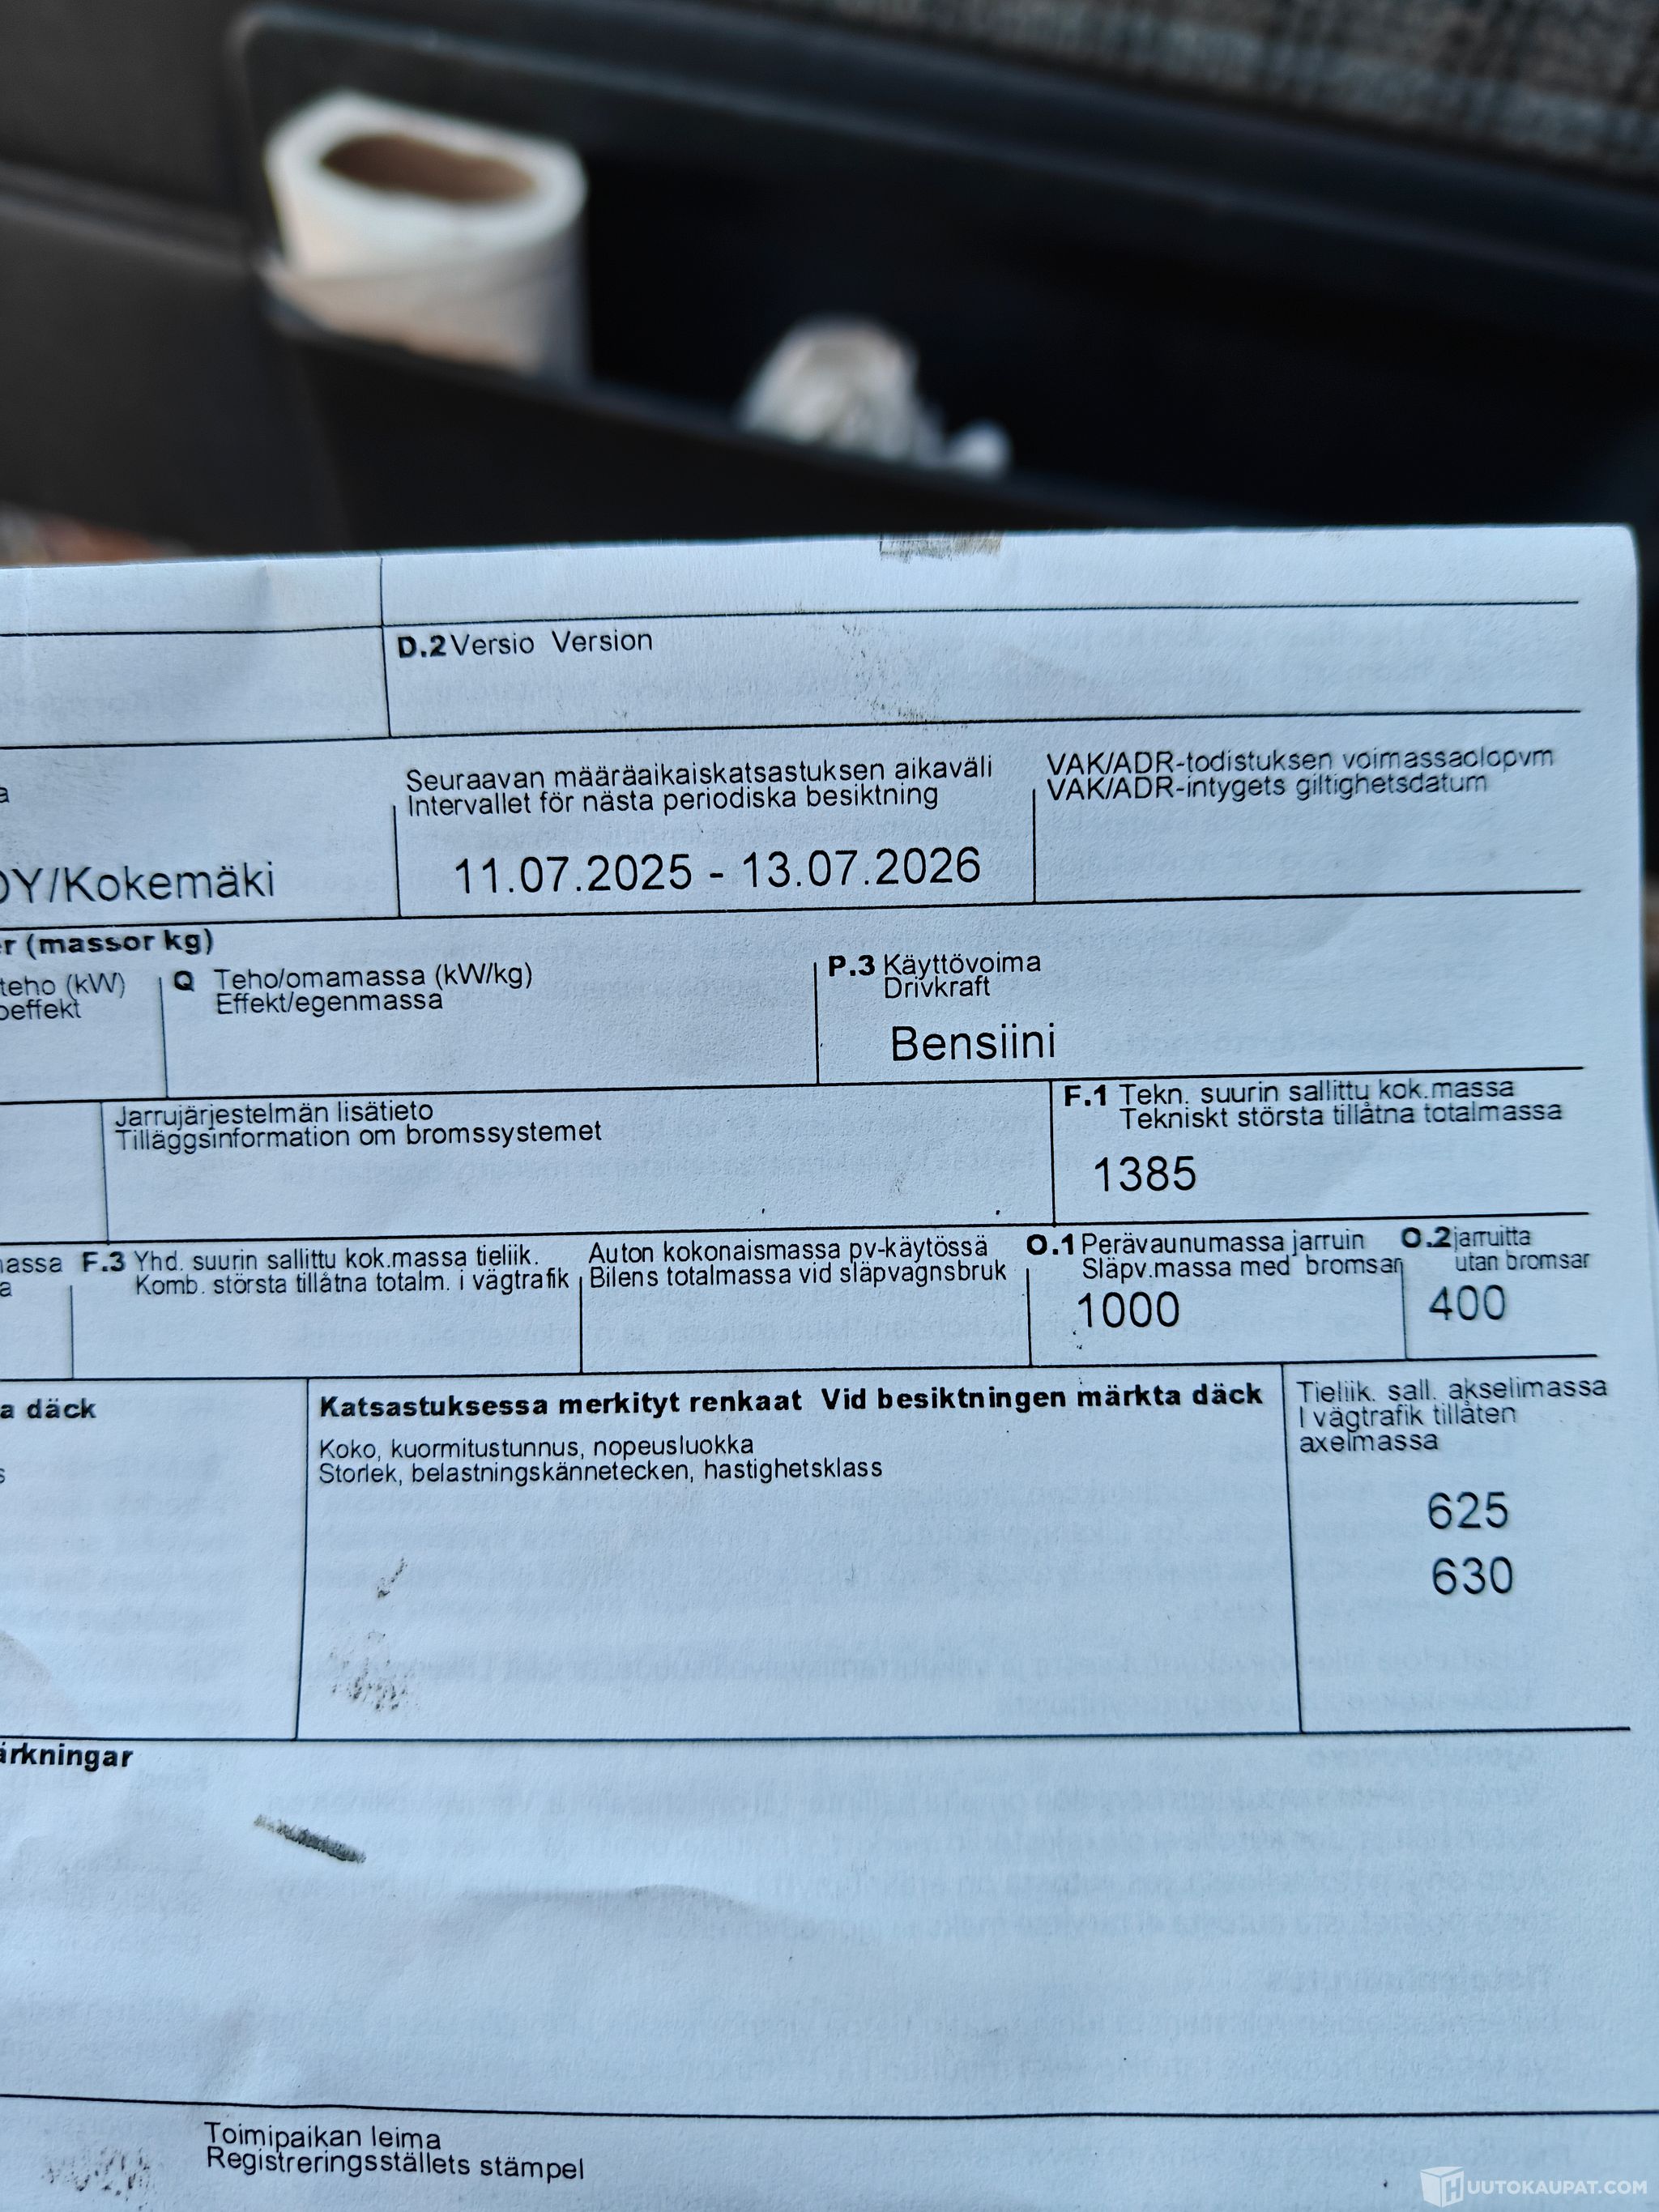 D.2 Versio Version
a
Seuraavan määräaikaiskatsastuksen aikaväli
Intervallet för nästa periodiska besiktning
VAK/ADR-todistuksen voimassaolopvm
VAK/ADR-intygets giltighetsdatum
OY/Kokemäki
11.07.2025 - 13.07.2026
er (massor kg)
teho (kW)
oeffekt
Q Teho/omamassa (kW/kg)
Effekt/egenmassa
P.3 Käyttövoima
Drivkraft
Bensiini
Jarrujärjestelmän lisätieto
Tilläggsinformation om bromssystemet
F.1 Tekn. suurin sallittu kok.massa
Tekniskt största tillåtna totalmassa
1385
massa
a
F.3 Yhd. suurin sallittu kok.massa tieliik.
Komb. största tillåtna totalm. i vägtrafik
Auton kokonaismassa pv-käytössä
Bilens totalmassa vid släpvagnsbruk
O.1 Perävaunumassa jarruin
Släpv.massa med bromsar
1000
O.2 jarruitta
utan bromsar
400
a däck
s
Katsastuksessa merkityt renkaat Vid besiktningen märkta däck
Koko, kuormitustunnus, nopeusluokka
Storlek, belastningskännetecken, hastighetsklass
Tieliik. sall. akselimassa
I vägtrafik tillåten
axelmassa
625
630
ärkningar
Toimipaikan leima
Registreringsställets stämpel
HUUTOKAUPAT.COM